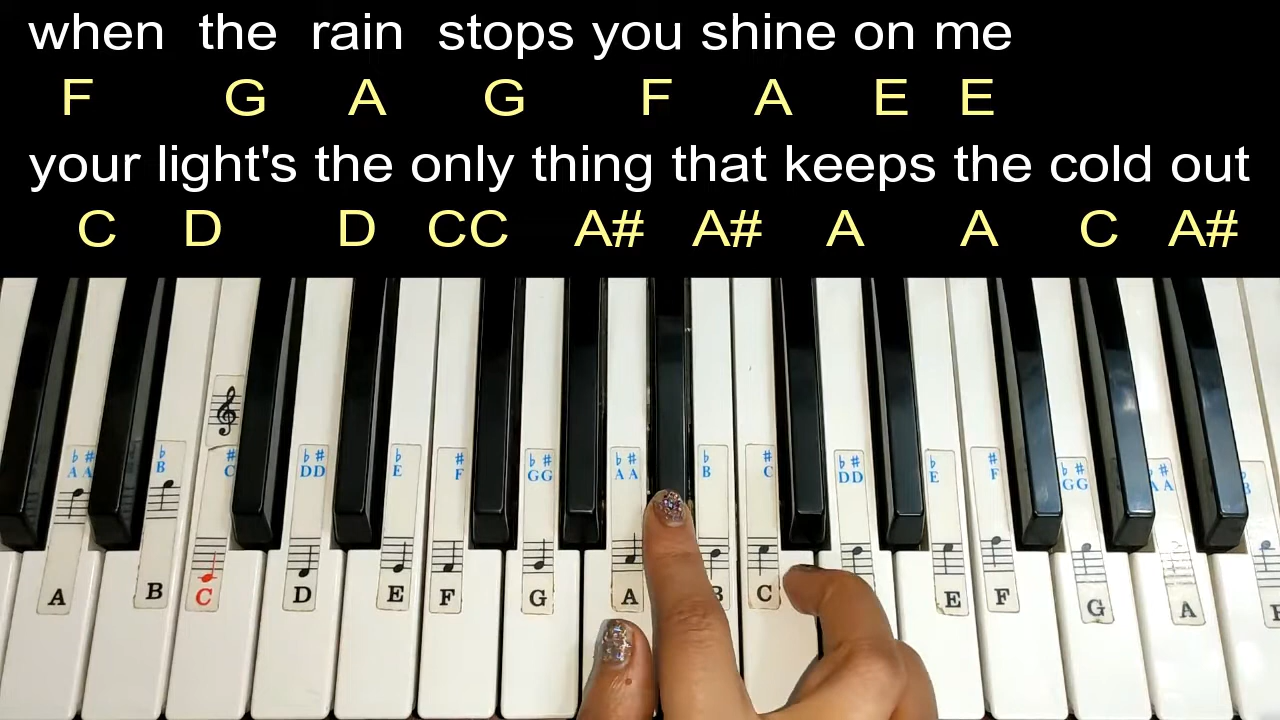 when the rain stops you shine on me
F G A G F A E E
your light's the only thing that keeps the cold out
C D D CC A# A# A A C A#
♭ ♯ ♭ ♯ ♭ ♯ ♭ ♯ ♭ ♯ ♭ ♯ ♭ ♯ ♭ ♯ ♭ ♯ ♭ ♯ ♭
A A B C D D E F G G A A B C D D E F G G A A B
A B C D E F G A B C E F G A